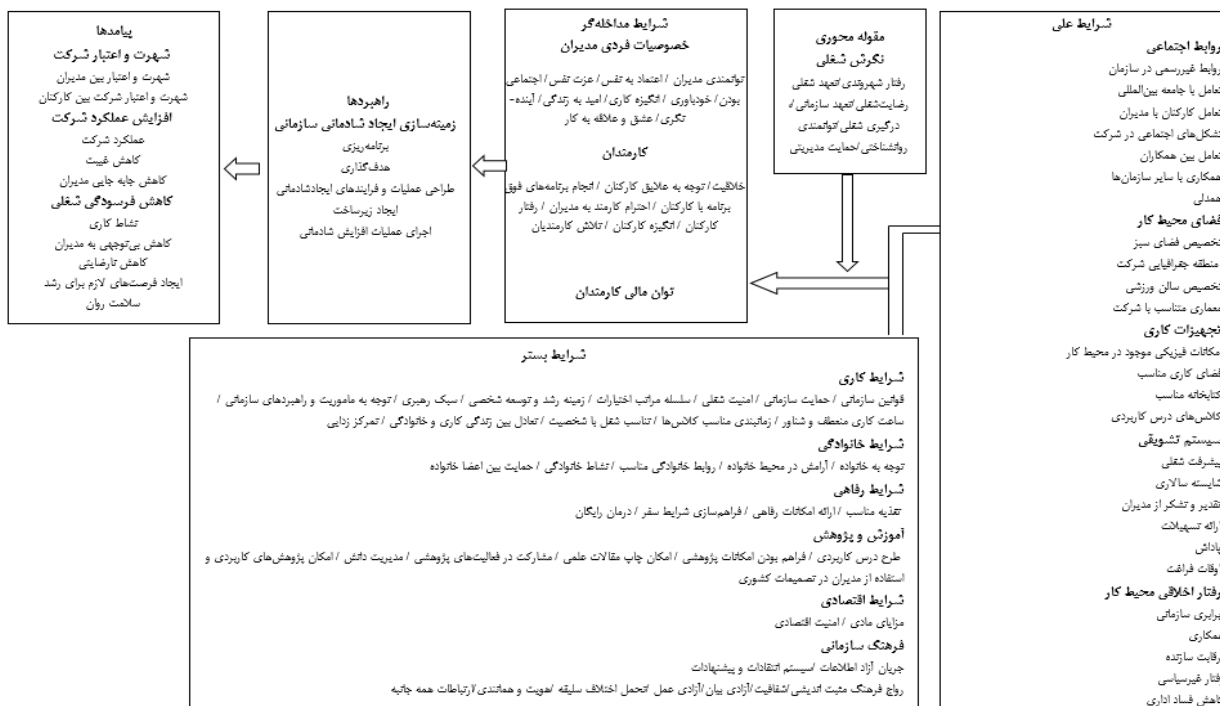 شرایط علی
روابط اجتماعی
روابط غیررسمی در سازمان
تعامل با جامعه بین‌المللی
تعامل کارکنان با مدیران
تشکل‌های اجتماعی در شرکت
تعامل بین همکاران
همکاری با سایر سازمان‌ها
همدلی
فضای محیط کار
تخصیص فضای سبز
منطقه جغرافیایی شرکت
تخصیص سالن ورزشی
معماری متناسب با شرکت
تجهیزات کاری
امکانات فیزیکی موجود در محیط کار
فضای کاری مناسب
کتابخانه مناسب
کلاس‌های درس کاربردی
سیستم تشویقی
پیشرفت شغلی
شایسته سالاری
تقدیر و تشکر از مدیران
ارائه تسهیلات
پاداش
اوقات فراغت
رفتار اخلاقی محیط کار
برابری سازمانی
همکاری
رقابت سازنده
رفتار غیرسیاسی
کاهش فساد اداری
مقوله محوری
نگرش شغلی
رفتار شهروندی/ تعهد شغلی
رضایت‌شغلی/تعهد سازمانی/
درگیری شغلی/توانمندی
روانشناختی/حمایت مدیریتی
شرایط مداخله‌گر
خصوصیات فردی مدیران
توانمندی مدیران / اعتماد به نفس/ عزت نفس/ اجتماعی
بودن/ خودباوری / انگیزه کاری/ امید به زندگی/ آینده-
نگری/ عشق و علاقه به کار
کارمندان
خلاقیت/ توجه به علایق کارکنان / انجام برنامه‌های فوق
برنامه با کارکنان / احترام کارمند به مدیران / رفتار
کارکنان / انگیزه کارکنان / تلاش کارمندیان
توان مالی کارمندان
راهبردها
زمینه‌سازی ایجاد شادمانی سازمانی
برنامه‌ریزی
هدف‌گذاری
طراحی عملیات و فرایندهای ایجادشادمانی
ایجاد زیرساخت
اجرای عملیات افزایش شادمانی
پیامدها
شهرت و اعتبار شرکت
شهرت و اعتبار بین مدیران
شهرت و اعتبار شرکت بین کارکنان
افزایش عملکرد شرکت
عملکرد شرکت
کاهش غیبت
کاهش جابه جایی مدیران
کاهش فرسودگی شغلی
نشاط کاری
کاهش بی‌توجهی به مدیران
کاهش نارضایتی
ایجاد فرصت‌های لازم برای رشد
سلامت روان
شرایط بستر
شرایط کاری
قوانین سازمانی / حمایت سازمانی / امنیت شغلی / سلسله مراتب اختیارات / زمینه رشد و توسعه شخصی / سبک رهبری / توجه به ماموریت و راهبردهای سازمانی /
ساعت کاری منعطف و شناور / زمانبندی مناسب کلاس‌ها / تناسب شغل با شخصیت / تعادل بین زندگی کاری و خانوادگی / تمرکز زدایی
شرایط خانوادگی
توجه به خانواده / آرامش در محیط خانواده / روابط خانوادگی مناسب / نشاط خانوادگی / حمایت بین اعضا خانواده
شرایط رفاهی
تغذیه مناسب / ارائه امکانات رفاهی / فراهم‌سازی شرایط سفر / درمان رایگان
آموزش و پژوهش
طرح درس کاربردی / فراهم بودن امکانات پژوهشی / امکان چاپ مقالات علمی / مشارکت در فعالیت‌های پژوهشی / مدیریت دانش / امکان پژوهش‌های کاربردی و
استفاده از مدیران در تصمیمات کشوری
شرایط اقتصادی
مزایای مادی / امنیت اقتصادی
فرهنگ سازمانی
جریان آزاد اطلاعات /سیستم انتقادات و پیشنهادات
رواج فرهنگ مثبت اندیشی/شفافیت/آزادی بیان/آزادی عمل /تحمل اختلاف سلیقه /هویت و همانندی/ارتباطات همه جانبه